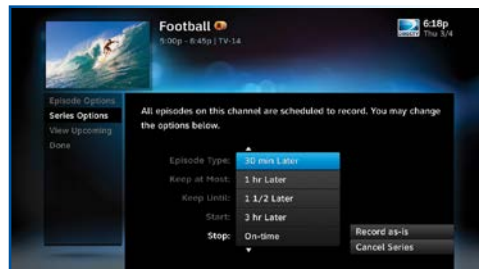 Football
5:00p - 8:45p | TV-14
6:18p
Thu 3/4
DIRECTV
Episode Options
Series Options
View Upcoming
Done
All episodes on this channel are scheduled to record. You may change
the options below.
Episode Type: 30 min Later
Keep at Most: 1 hr Later
Keep Until: 1 1/2 Later
Start: 3 hr Later
Stop: On-time
Record as-is
Cancel Series